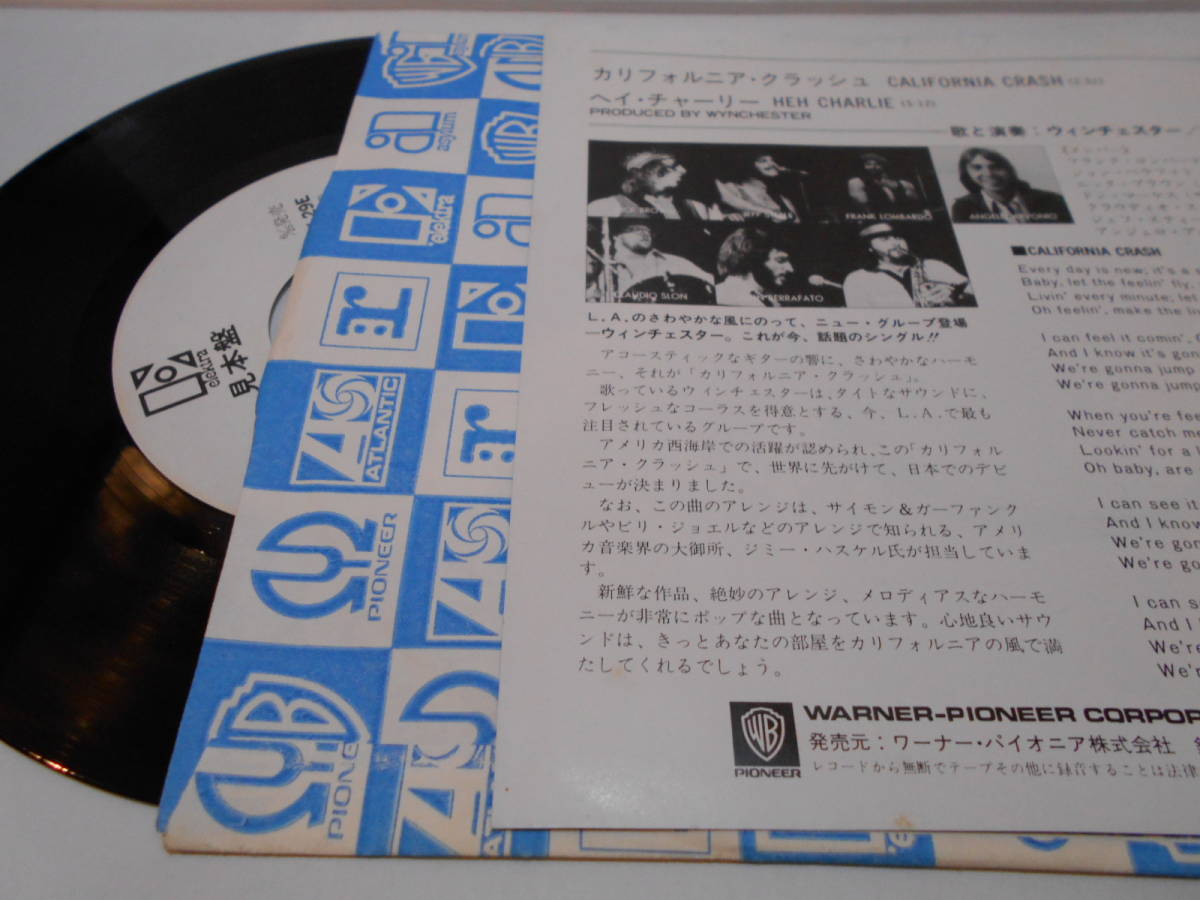 カリフォルニア・クラッシュ CALIFORNIA CRASH
ヘイ・チャーリー HEH CHARLIE
PRODUCED BY WYNCHESTER
歌と演奏:ウィンチェスター
FRANK LOMBARDO
CLAUDIO SLON
L.A.のさわやかな風にのって、ニュー・グループ登場
—ウィンチェスター。これが今、話題のシングル!!
アコースティックなギターの響に、さわやかなハーモ
ニー、それが「カリフォルニア・クラッシュ」。
歌っているウィンチェスターは、タイトなサウンドに、
フレッシュなコーラスを得意とする、今、L.A.で最も
注目されているグループです。
アメリカ西海岸での活躍が認められ、この「カリフォル
ニア・クラッシュ」で、世界に先がけて、日本でのデビ
ューが決まりました。
なお、この曲のアレンジは、サイモン&ガーファンク
ルやビリ・ジョエルなどのアレンジで知られる、アメリ
カ音楽界の大御所、ジミー・ハスケル氏が担当していま
す。
新鮮な作品、絶妙のアレンジ、メロディアスなハーモ
ニーが非常にポップな曲となっています。心地良いサウ
ンドは、きっとあなたの部屋をカリフォルニアの風で満
たしてくれるでしょう。
■CALIFORNIA CRASH
Every day is new; it's a
Baby, let the feelin' fly,
Livin' every minute; let
Oh feelin', make the
I can feel it comin',
And I know it's gon
We're gonna jump
We're gonna jump
When you're fee
Never catch me
Lookin' for a
Oh baby, are
I can see it
And I know
We're gon
We're go
I can s
And I
We're
We'
WB
PIONEER
WARNER-PIONEER CORPOR
発売元:ワーナー・パイオニア株式会社
レコードから無断でテープその他に録音することは法律
elektra
見本盤
29E
asylum
elektra
ATLANTIC
PIONEER
WB
PIONE